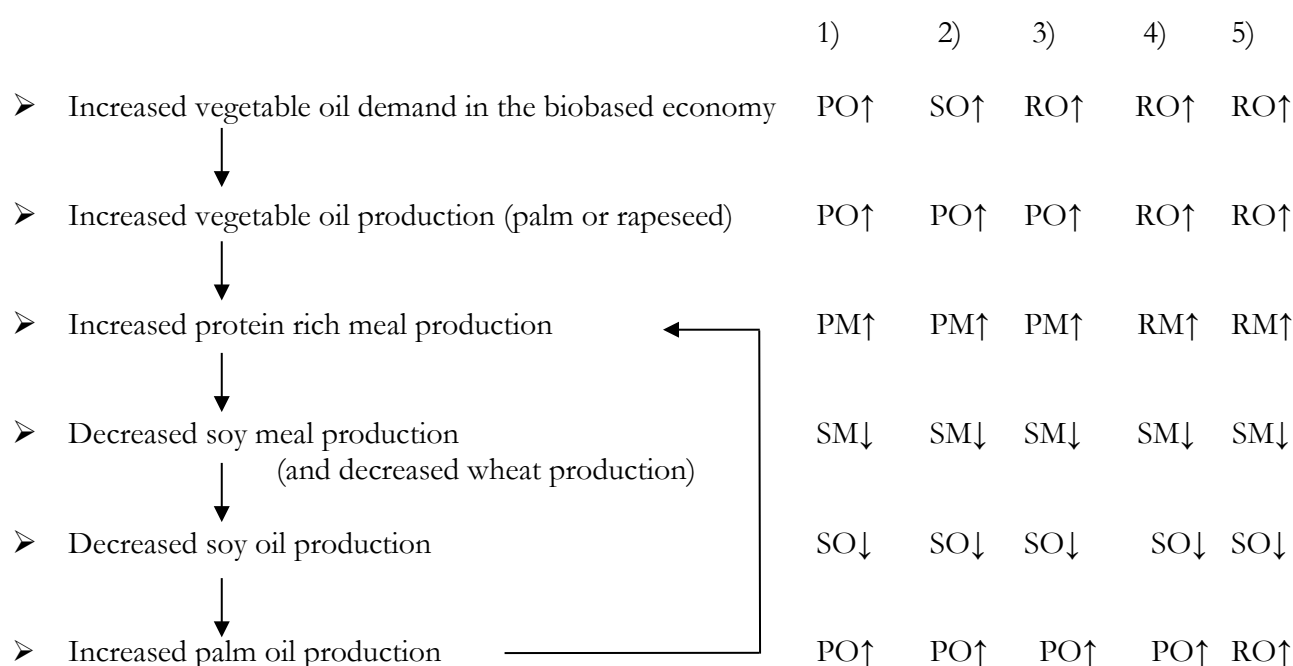 1) 2) 3) 4) 5)
➢ Increased vegetable oil demand in the biobased economy PO↑ SO↑ RO↑ RO↑ RO↑
➢ Increased vegetable oil production (palm or rapeseed) PO↑ PO↑ PO↑ RO↑ RO↑
➢ Increased protein rich meal production PM↑ PM↑ PM↑ RM↑ RM↑
➢ Decreased soy meal production SM↓ SM↓ SM↓ SM↓ SM↓
(and decreased wheat production)
➢ Decreased soy oil production SO↓ SO↓ SO↓ SO↓ SO↓
➢ Increased palm oil production PO↑ PO↑ PO↑ PO↑ RO↑